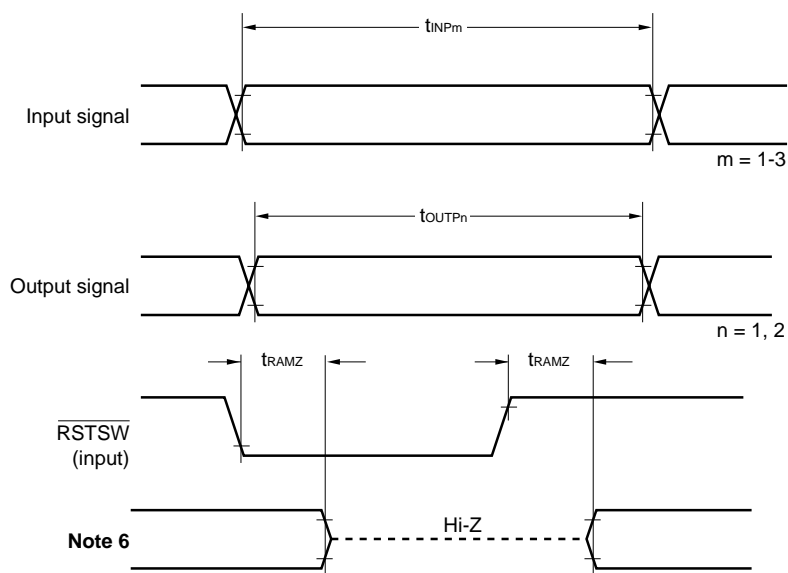 tINPm
Input signal
m = 1-3
tOUTPn
Output signal
n = 1, 2
tRAMZ tRAMZ
RSTSW
(input)
Hi-Z
Note 6